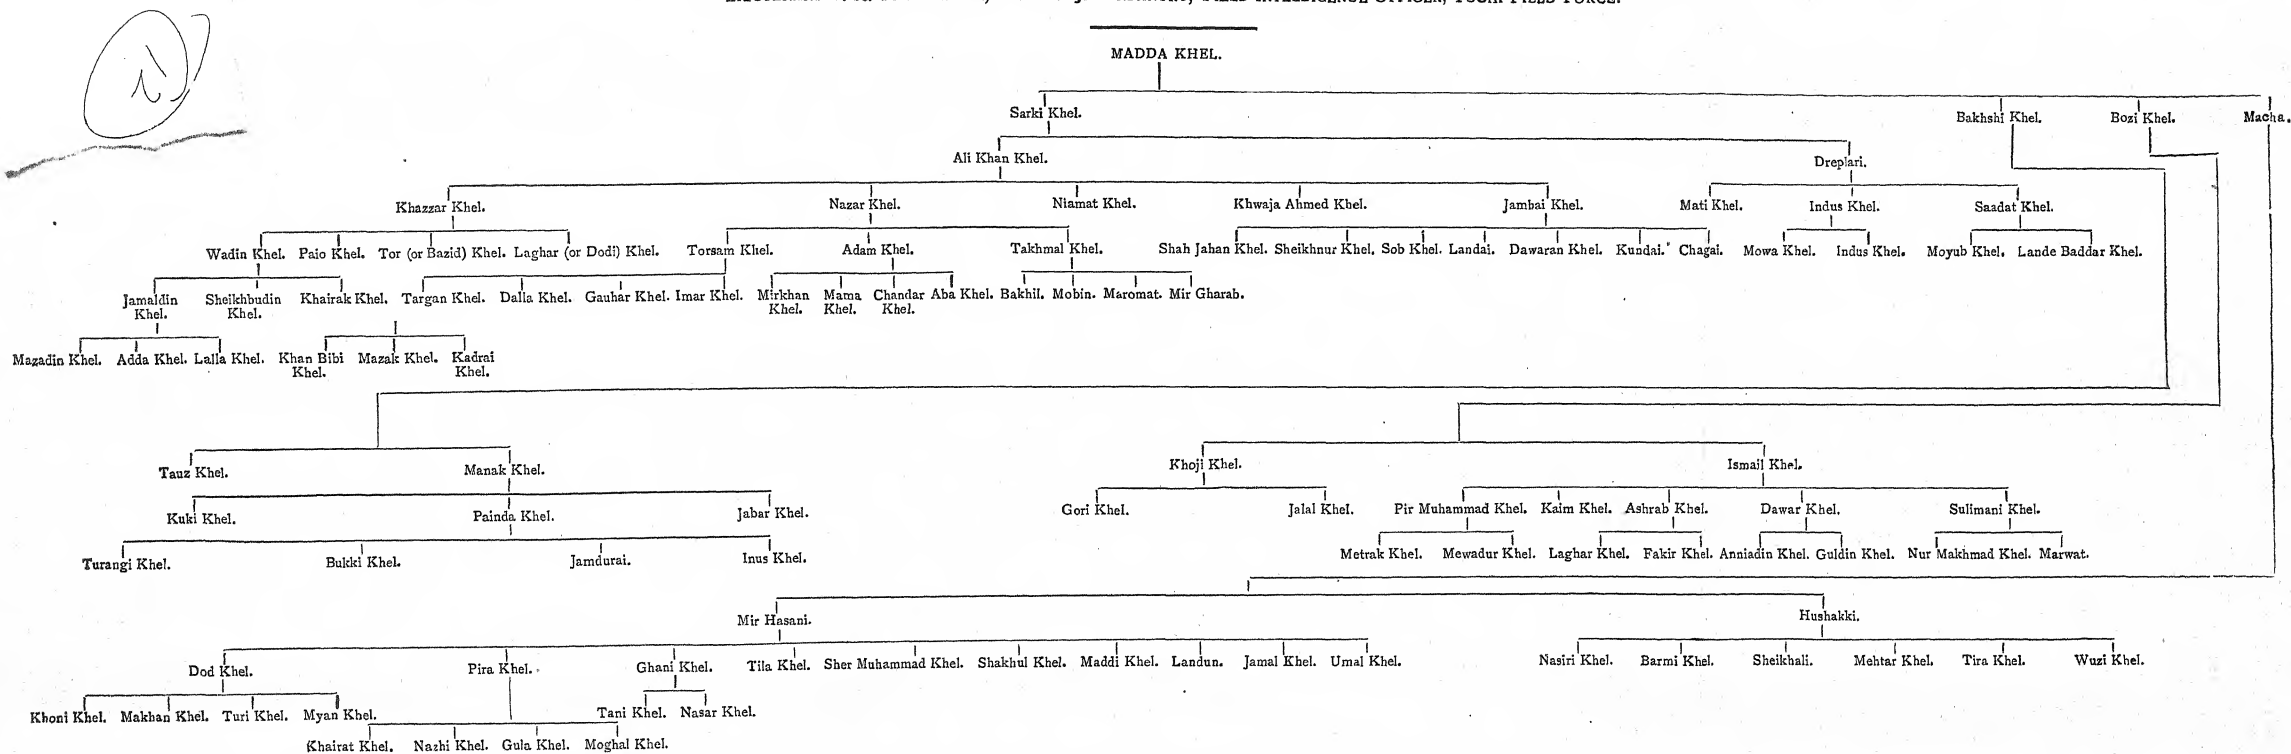 MADDA KHEL.
Sarki Khel. Bakhshi Khel. Bozi Khel. Macha.
Ali Khan Khel. Dreplari.
Khazzar Khel. Nazar Khel. Niamat Khel. Khwaja Ahmed Khel. Jambai Khel. Mati Khel. Indus Khel. Saadat Khel.
Wadin Khel. Paio Khel. Tor (or Bazid) Khel. Laghar (or Dodi) Khel. Torsam Khel. Adam Khel. Takhmal Khel. Shah Jahan Khel. Sheikhnur Khel. Sob Khel. Landai. Dawaran Khel. Kundai. Chagai. Mowa Khel. Indus Khel. Moyub Khel. Lande Baddar Khel.
Jamaldin Khel. Sheikhbudin Khel. Khairak Khel. Targan Khel. Dalla Khel. Gauhar Khel. Imar Khel. Mirkhan Khel. Mama Khel. Chandar Khel. Aba Khel. Bakhil. Mobin. Maromat. Mir Gharab.
Mazadin Khel. Adda Khel. Lalla Khel. Khan Bibi Khel. Mazak Khel. Kadrai Khel.
Tauz Khel. Manak Khel. Khoji Khel. Ismail Khel.
Kuki Khel. Painda Khel. Jabar Khel. Gori Khel. Jalal Khel. Pir Muhammad Khel. Kaim Khel. Ashrab Khel. Dawar Khel. Sulimani Khel.
Turangi Khel. Bukki Khel. Jamdurai. Inus Khel. Metrak Khel. Mewadur Khel. Laghar Khel. Fakir Khel. Anniadin Khel. Guldin Khel. Nur Makhmad Khel. Marwat.
Mir Hasani. Hushakki.
Dod Khel. Pira Khel. Ghani Khel. Tila Khel. Sher Muhammad Khel. Shakhul Khel. Maddi Khel. Landun. Jamal Khel. Umal Khel. Nasiri Khel. Barmi Khel. Sheikhali. Mehtar Khel. Tira Khel. Wuzi Khel.
Khoni Khel. Makhan Khel. Turi Khel. Myan Khel. Tani Khel. Nasar Khel.
Khairat Khel. Nazhi Khel. Gula Khel. Moghal Khel.